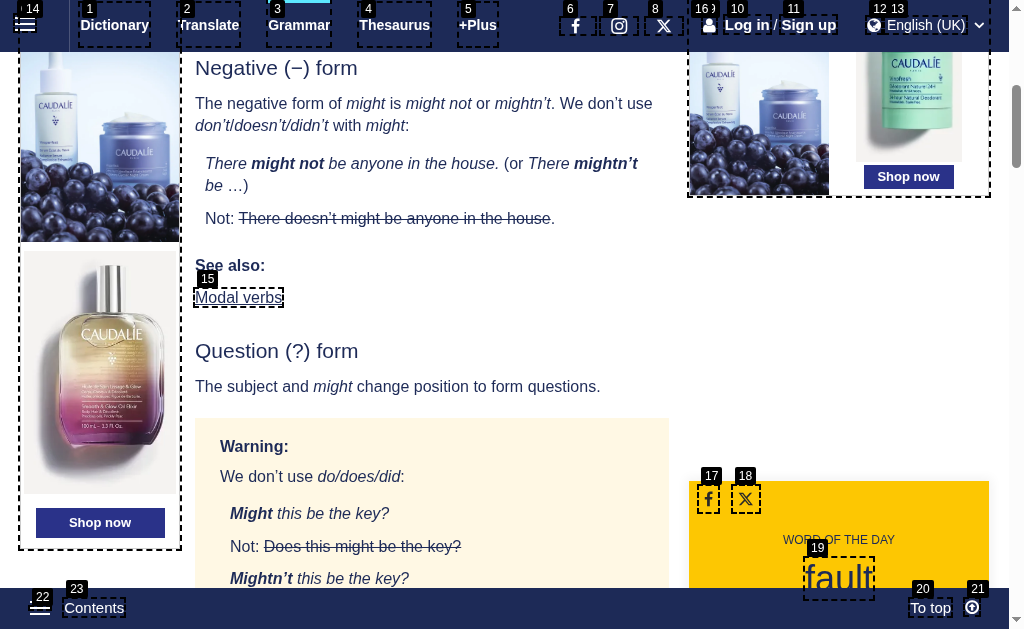 Dictionary
Translate
Grammar
Thesaurus
+Plus
Log in / Sign up
English (UK)
14
1
2
3
4
5
6
7
8
16
10
11
12
13
Negative (−) form
The negative form of might is might not or mightn’t. We don’t use
don’t/doesn’t/didn’t with might:
There might not be anyone in the house. (or There mightn’t
be …)
Not: There doesn’t might be anyone in the house.
See also:
15
Modal verbs
Question (?) form
The subject and might change position to form questions.
Warning:
We don’t use do/does/did:
Might this be the key?
Not: Does this might be the key?
Mightn’t this be the key?
CAUDALÍE
CAUDALÍE
CAUDALÍE
Shop now
CAUDALÍE
CAUDALÍE
CAUDALÍE
Shop now
17
18
WORD OF THE DAY
19
fault
22
23
Contents
20
To top
21